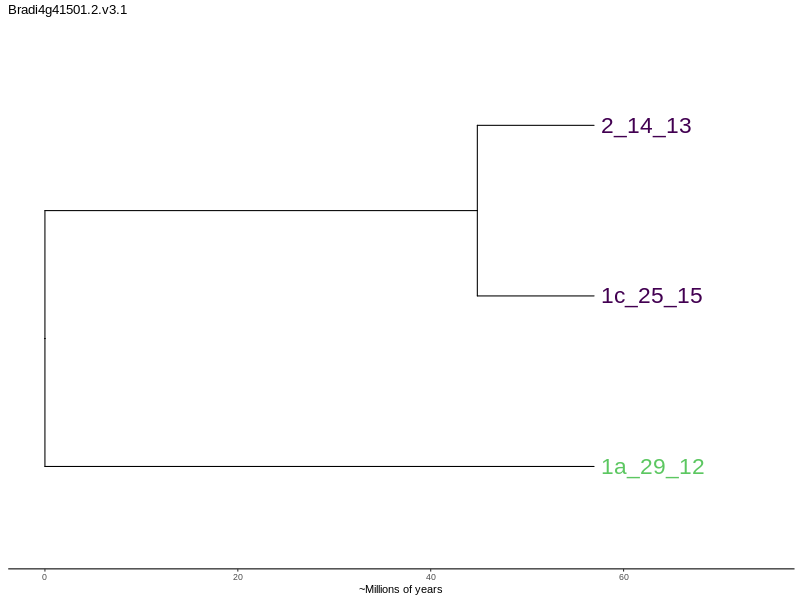 Bradi4g41501.2.v3.1
2_14_13
1c_25_15
1a_29_12
0 20 40 60
~Millions of years